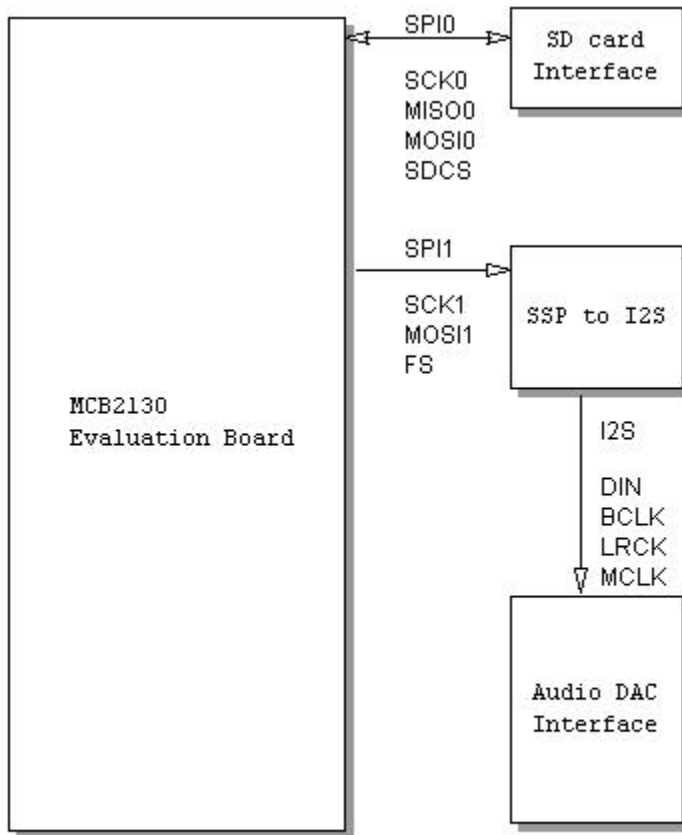 SPI0
SD card
Interface
SCK0
MISO0
MOSI0
SDCS
SPI1
SCK1
MOSI1
FS
SSP to I2S
MCB2130
Evaluation Board
I2S
DIN
BCLK
LRCK
MCLK
Audio DAC
Interface